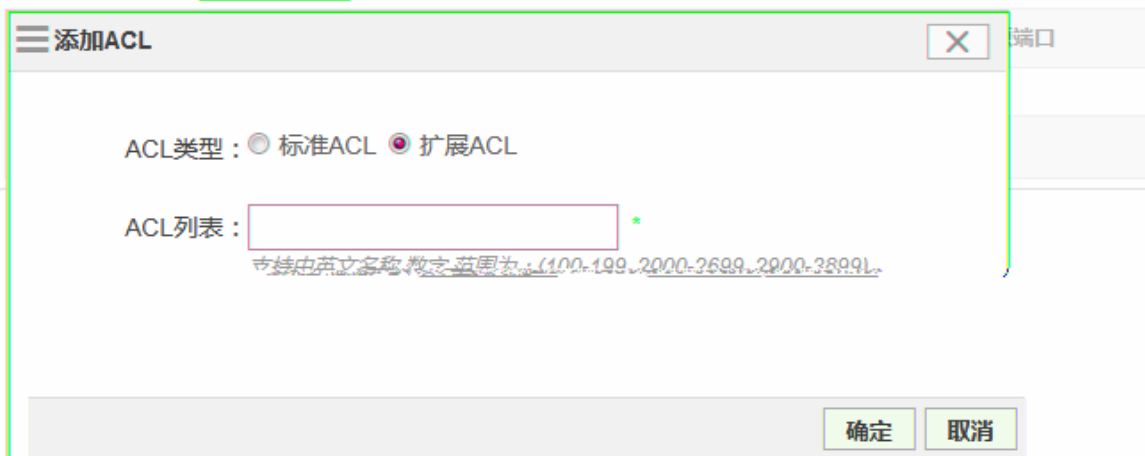 添加ACL
端口
ACL类型：标准ACL 扩展ACL
ACL列表： *
支持中英文名称,数字 范围为：(100-199, 2000-2699, 2900-3899)
确定 取消